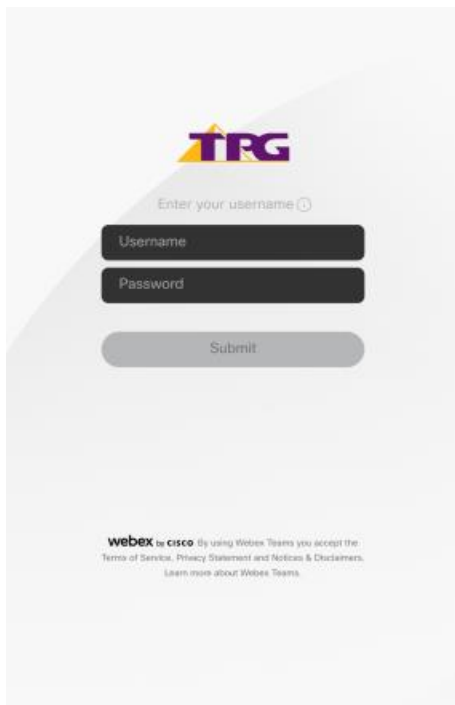 TPG
Enter your username
Username
Password
Submit
webex by CISCO By using Webex Teams you accept the
Terms of Service, Privacy Statement and Notices & Disclaimers.
Learn more about Webex Teams.